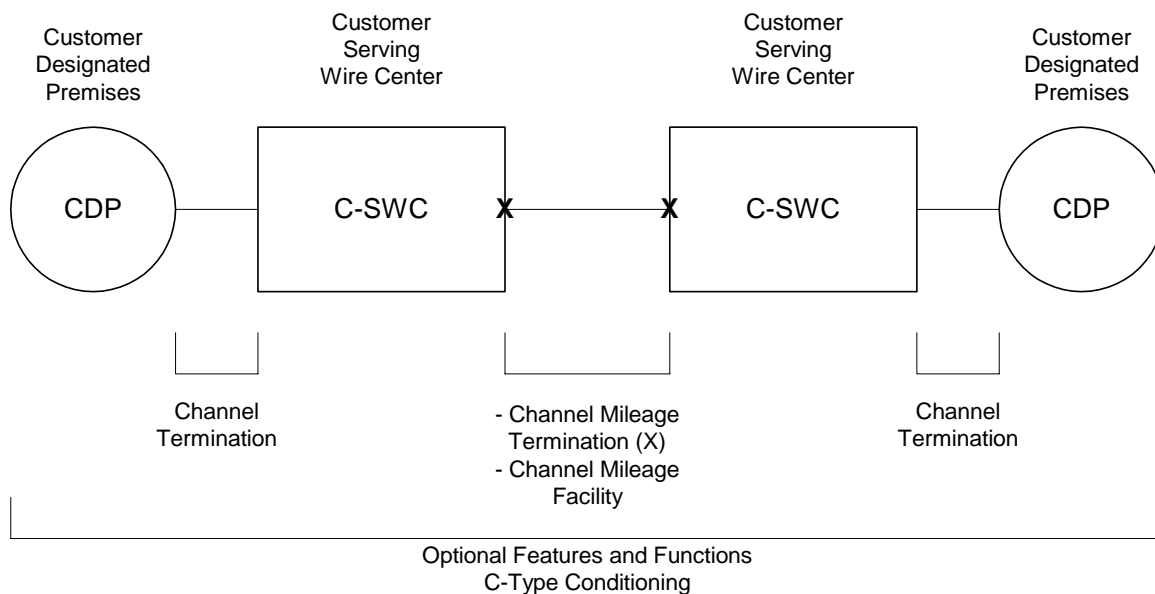 Customer
Designated
Premises
Customer
Serving
Wire Center
Customer
Serving
Wire Center
Customer
Designated
Premises
CDP
C-SWC
X
X
C-SWC
CDP
Channel
Termination
- Channel Mileage
Termination (X)
- Channel Mileage
Facility
Channel
Termination
Optional Features and Functions
C-Type Conditioning